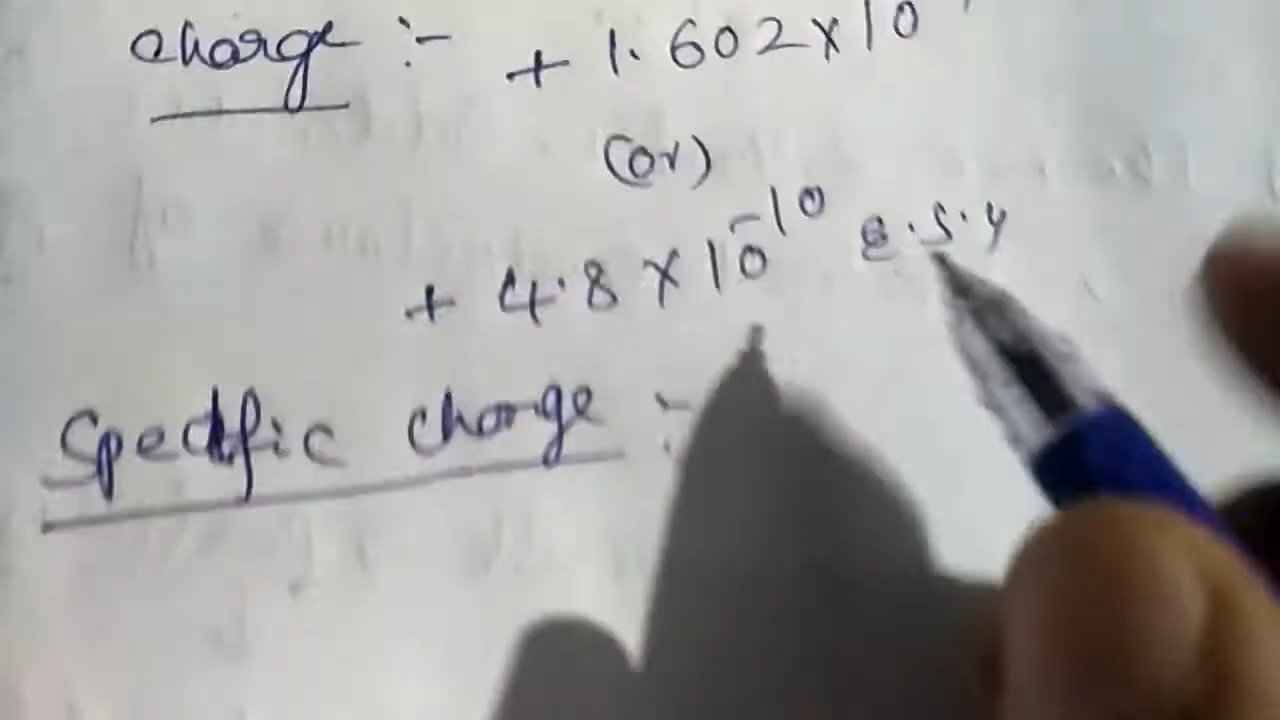 Charge :- + 1.602 x 10
(or)
+ 4.8 x 10⁻¹⁰ e.s.y
Specific charge :-